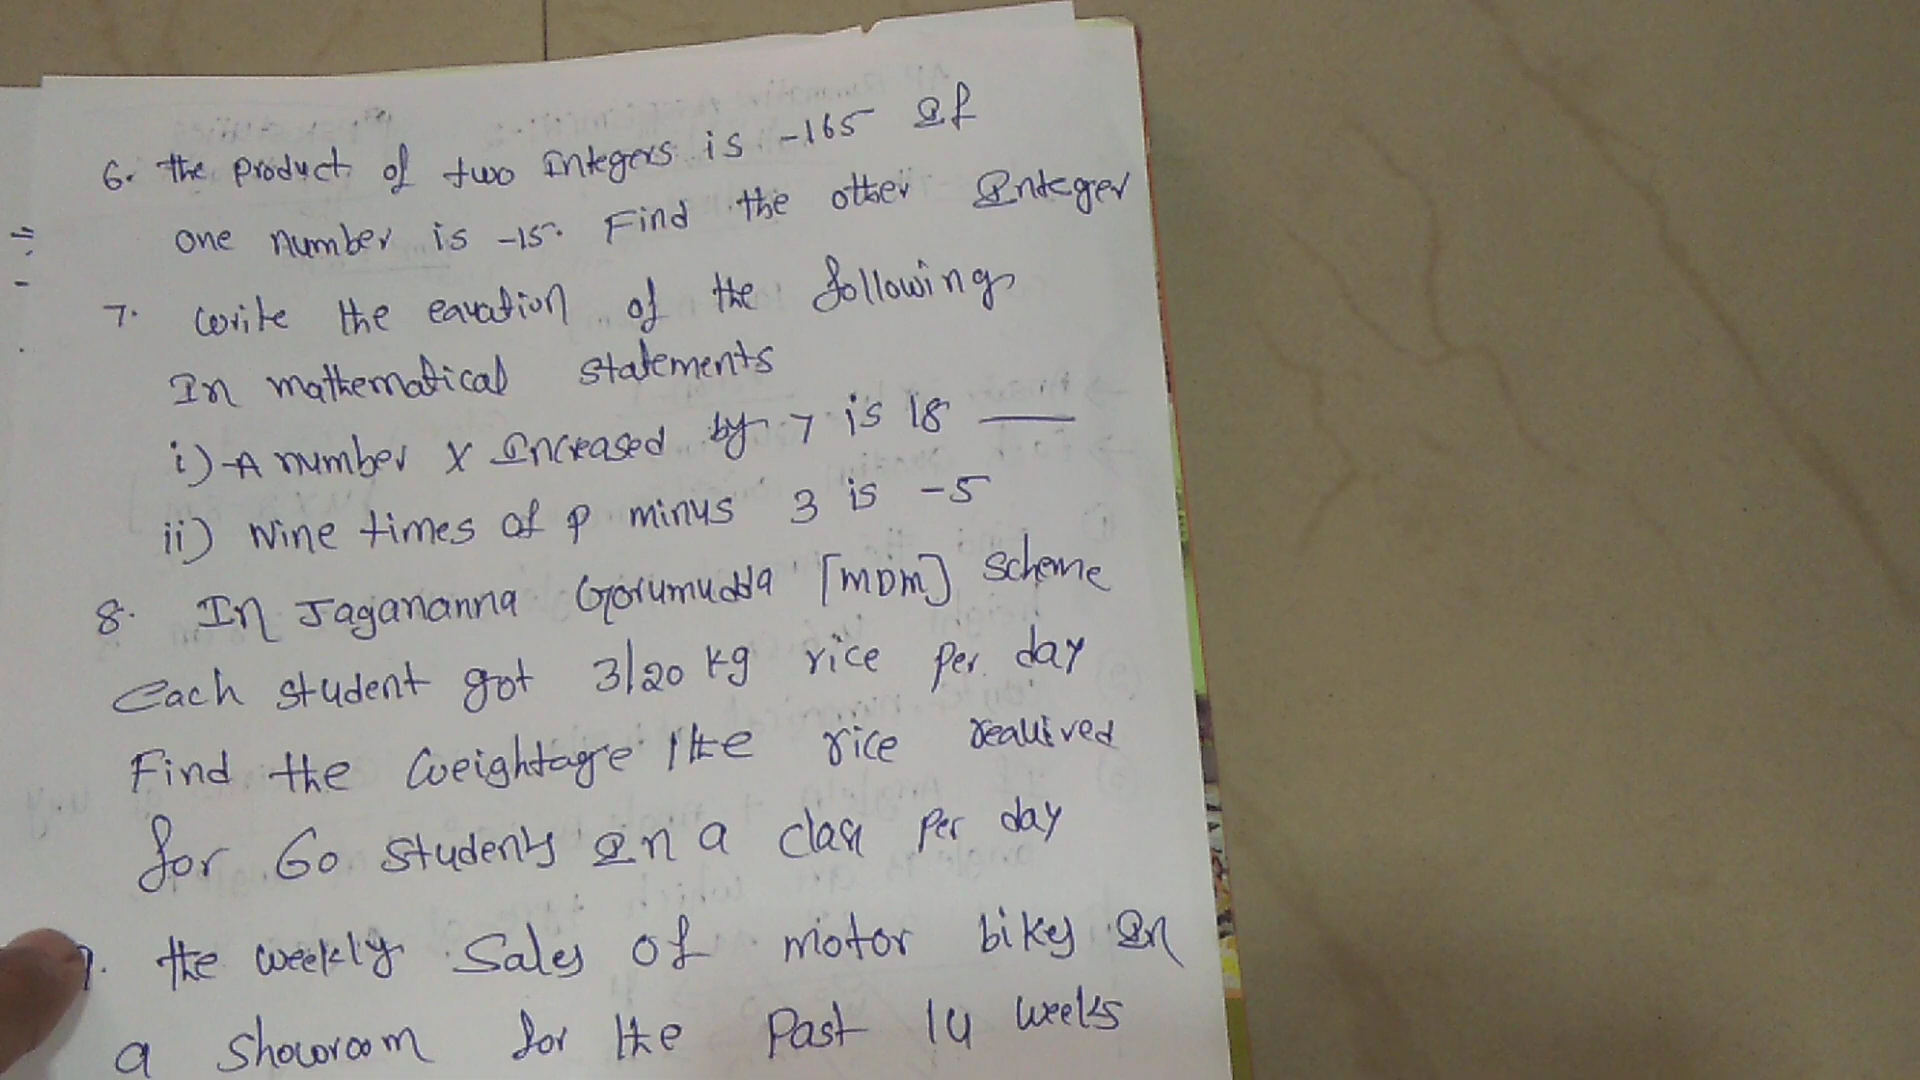 6. the product of two Integers is -165 If
one number is -15. Find the other Integer
7. write the eauation of the following
In mathematical statements
i) A number x Increased by 7 is 18 ___
ii) Nine times of p minus 3 is -5
8. In Jagananna Gorumudda [MDM] scheme
each student got 3/20 kg rice per day
Find the weightage the rice reauired
for 60 students In a class per day
9. the weekly Sales of motor bikes In
a showroom for the Past 14 weeks